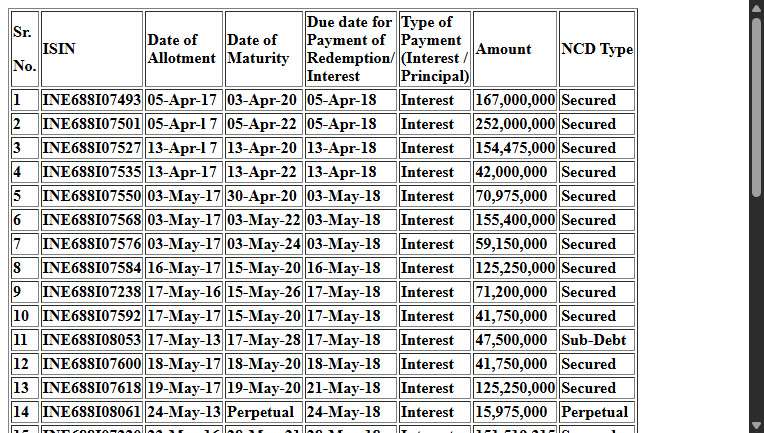 Sr. No. ISIN Date of Allotment Date of Maturity Due date for Payment of Redemption/ Interest Type of Payment (Interest / Principal) Amount NCD Type
1 INE688I07493 05-Apr-17 03-Apr-20 05-Apr-18 Interest 167,000,000 Secured
2 INE688I07501 05-Apr-l 7 05-Apr-22 05-Apr-18 Interest 252,000,000 Secured
3 INE688I07527 13-Apr-l 7 13-Apr-20 13-Apr-18 Interest 154,475,000 Secured
4 INE688I07535 13-Apr-17 13-Apr-22 13-Apr-18 Interest 42,000,000 Secured
5 INE688I07550 03-May-17 30-Apr-20 03-May-18 Interest 70,975,000 Secured
6 INE688I07568 03-May-17 03-May-22 03-May-18 Interest 155,400,000 Secured
7 INE688I07576 03-May-17 03-May-24 03-May-18 Interest 59,150,000 Secured
8 INE688I07584 16-May-17 15-May-20 16-May-18 Interest 125,250,000 Secured
9 INE688I07238 17-May-16 15-May-26 17-May-18 Interest 71,200,000 Secured
10 INE688I07592 17-May-17 15-May-20 17-May-18 Interest 41,750,000 Secured
11 INE688I08053 17-May-13 17-May-28 17-May-18 Interest 47,500,000 Sub-Debt
12 INE688I07600 18-May-17 18-May-20 18-May-18 Interest 41,750,000 Secured
13 INE688I07618 19-May-17 19-May-20 21-May-18 Interest 125,250,000 Secured
14 INE688I08061 24-May-13 Perpetual 24-May-18 Interest 15,975,000 Perpetual